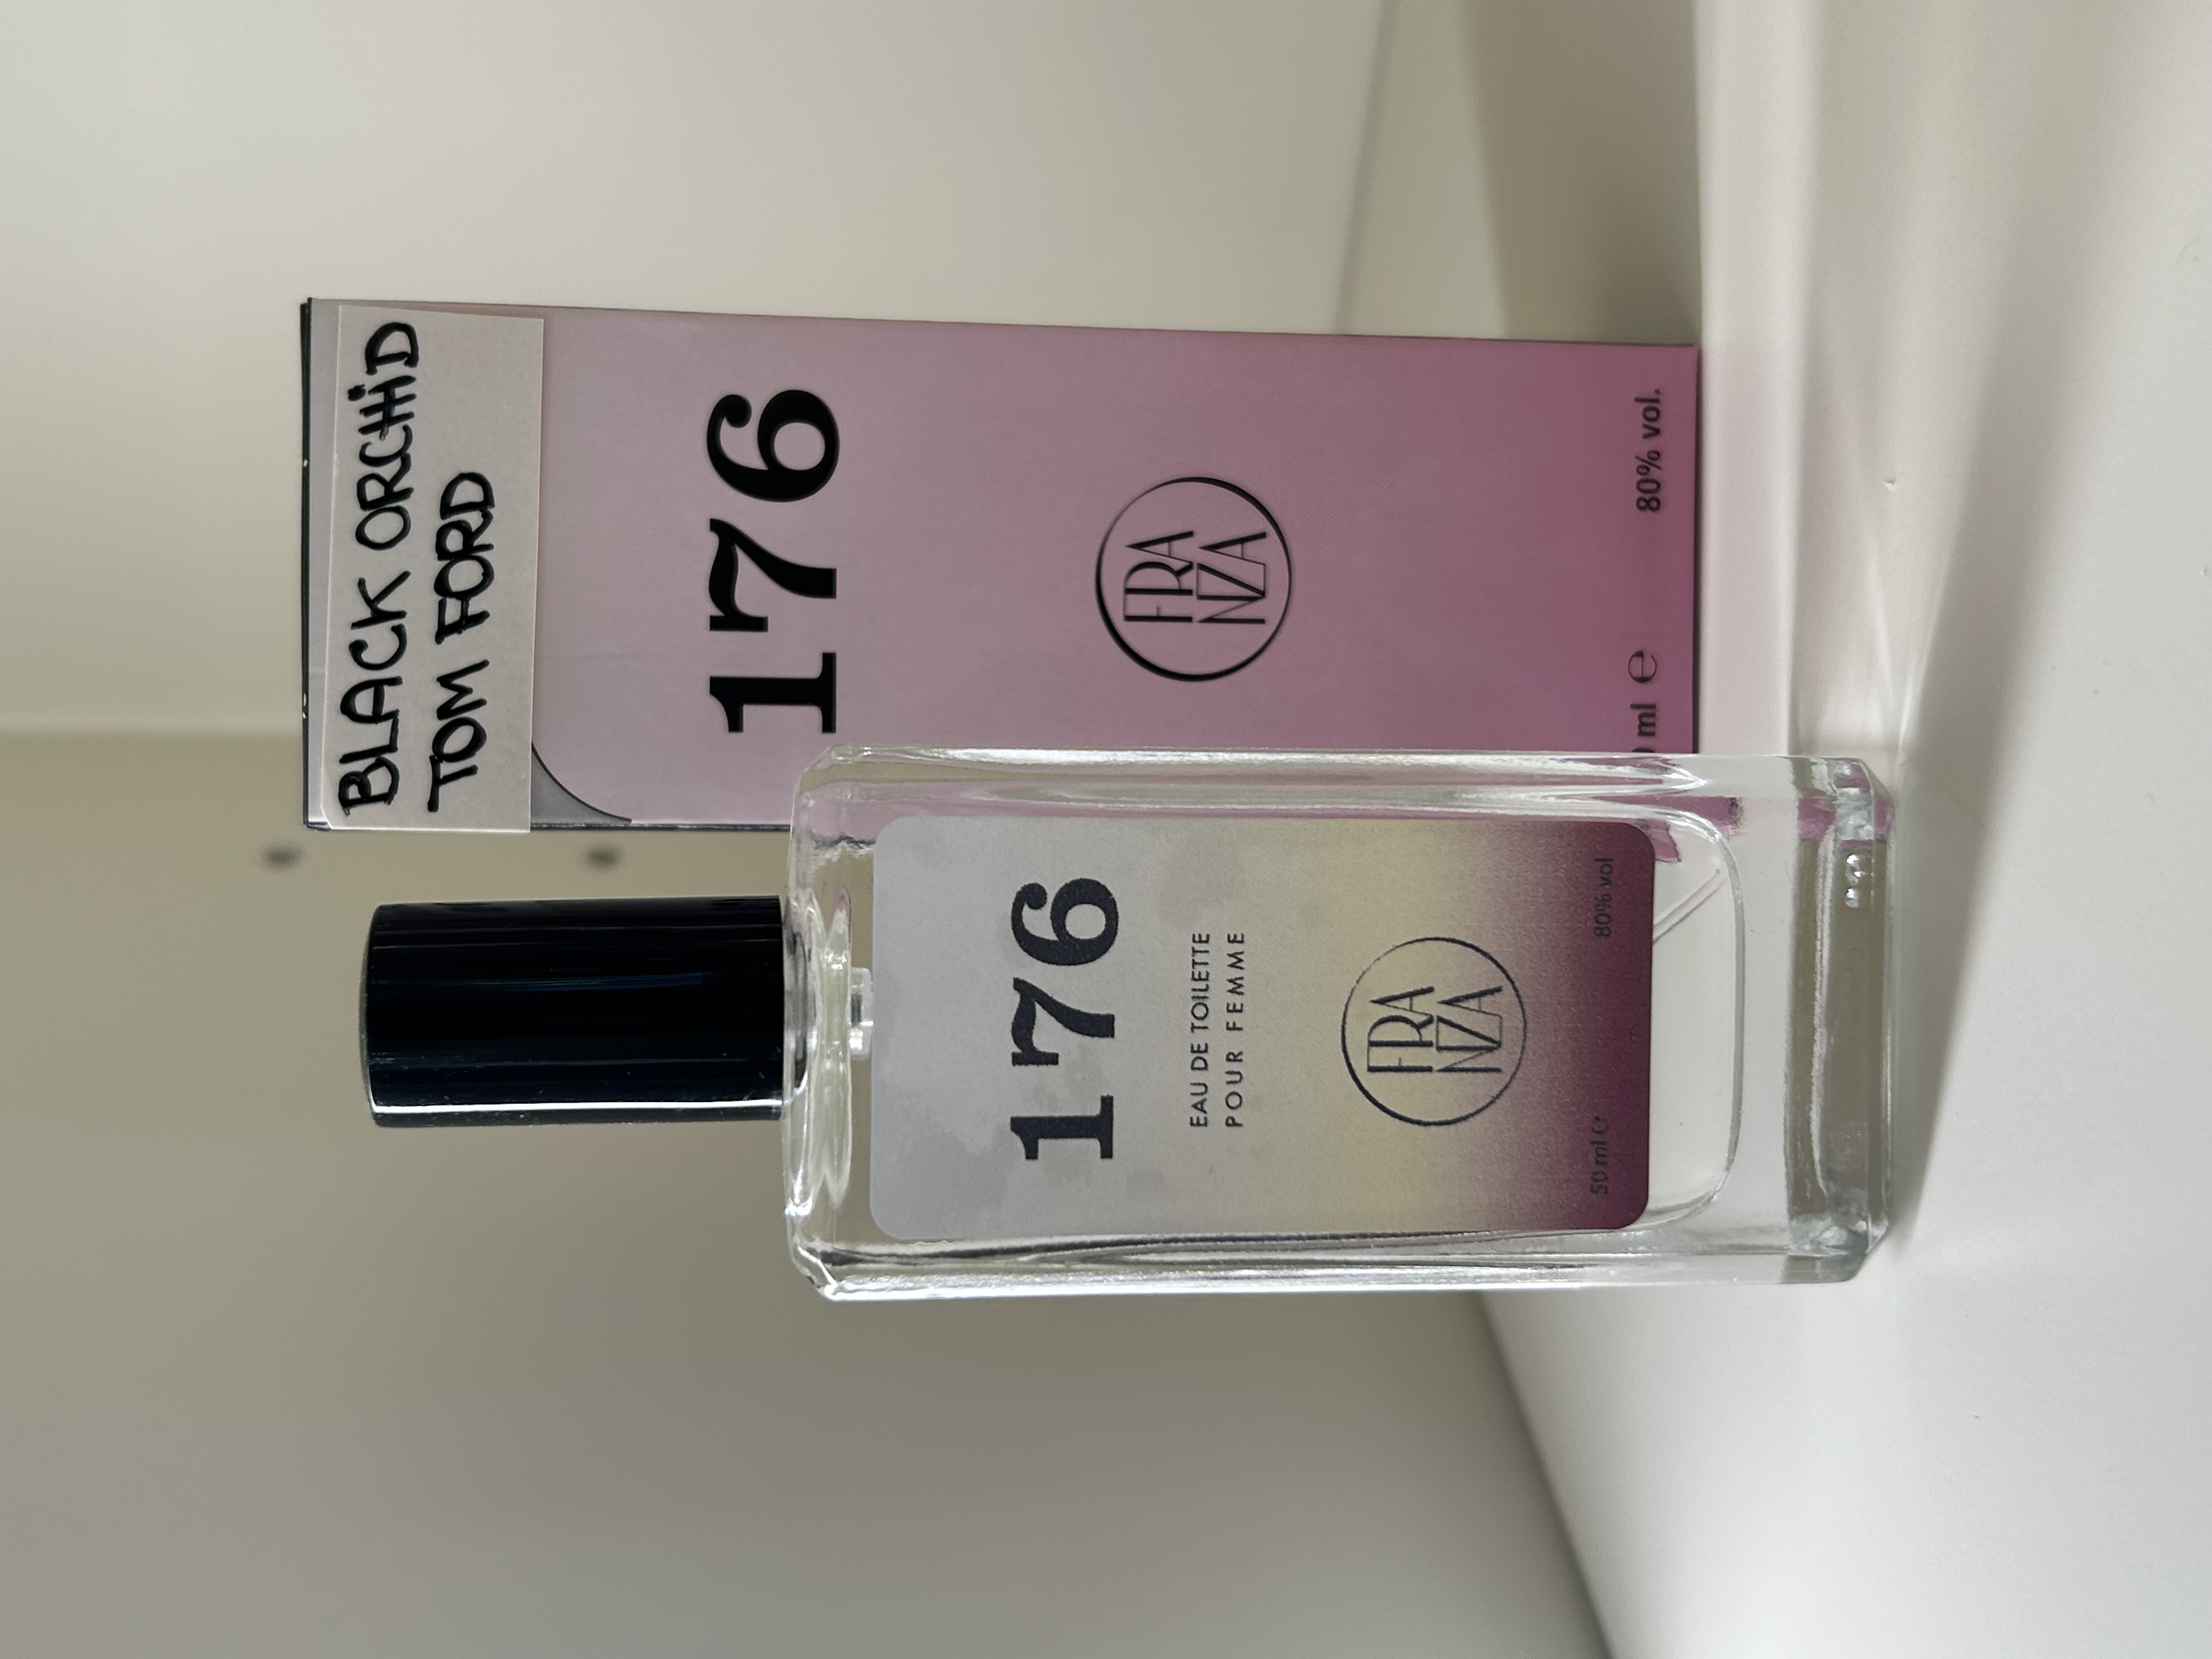 BLACK ORCHiD
TOM FORD
176
FRA
NZA
ml e
80% vol.
176
EAU DE TOILETTE
POUR FEMME
FRA
NZA
50 ml e
80% vol